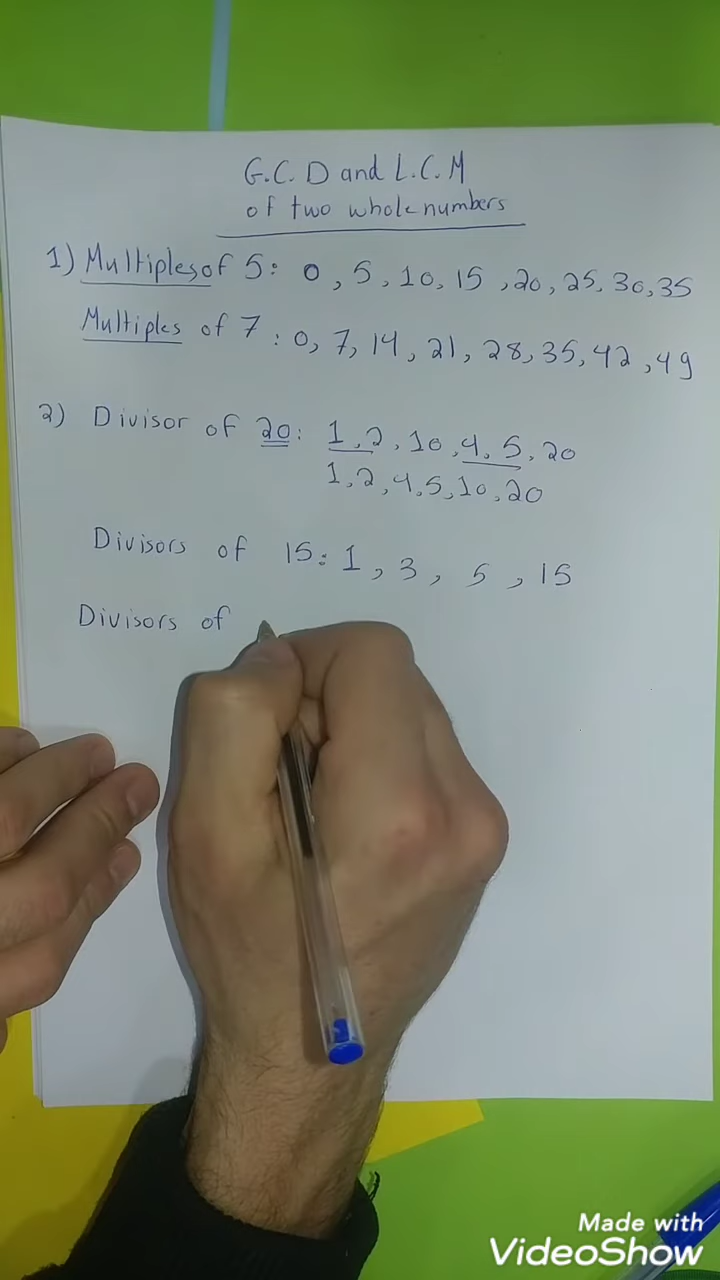 G.C.D and L.C.M
of two whole numbers
1) Multiples of 5: 0, 5, 10, 15, 20, 25, 30, 35
Multiples of 7: 0, 7, 14, 21, 28, 35, 42, 49
2) Divisor of 20: 1, 2, 10, 4, 5, 20
1, 2, 4, 5, 10, 20
Divisors of 15: 1, 3, 5, 15
Divisors of
Made with
VideoShow